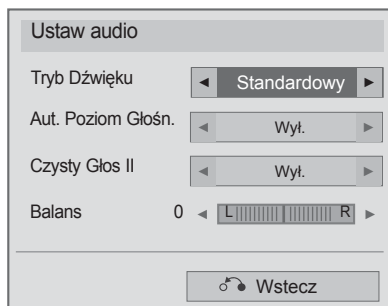 Ustaw audio
Tryb Dźwięku ◄ Standardowy ►
Aut. Poziom Głośn. ◄ Wył. ►
Czysty Głos II ◄ Wył. ►
Balans 0 ◄ L R ►
Wstecz